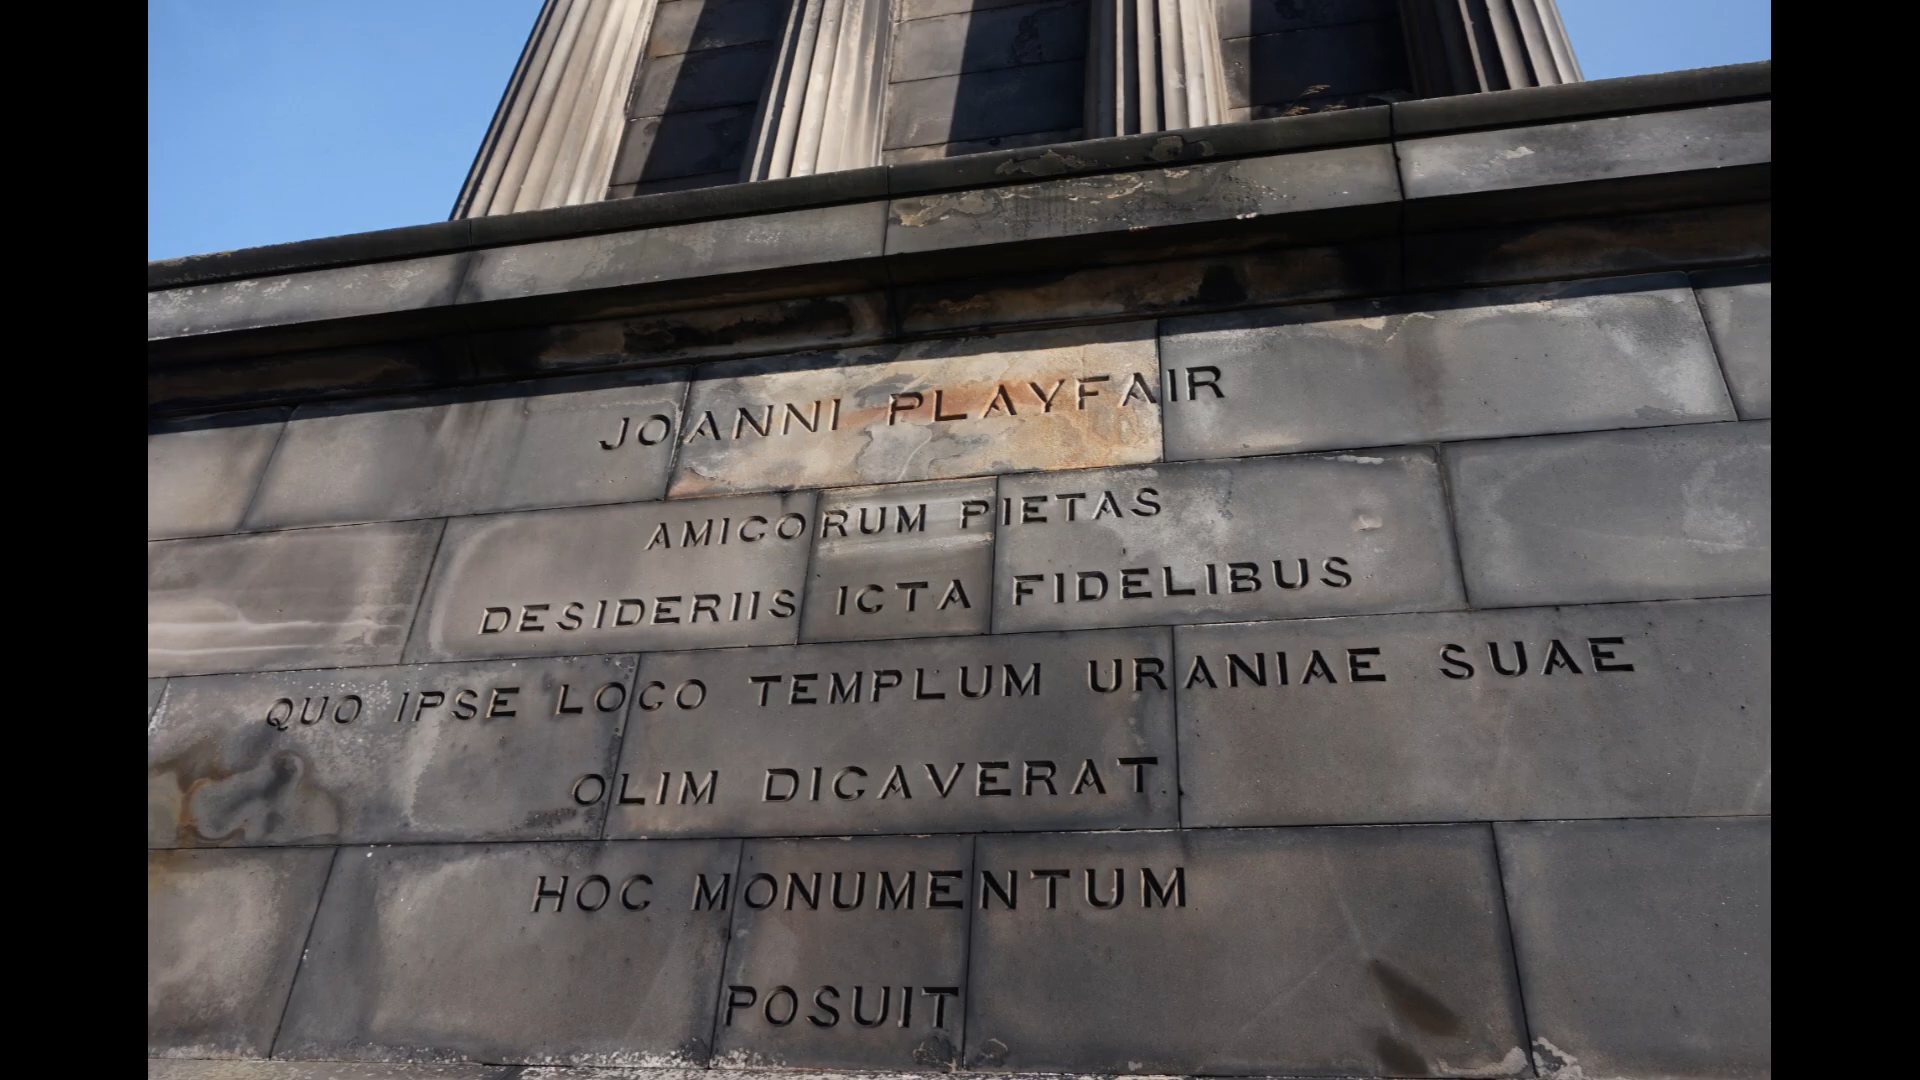 JOANNI PLAYFAIR
AMICORUM PIETAS
DESIDERIIS ICTA FIDELIBUS
QUO IPSE LOCO TEMPLUM URANIAE SUAE
OLIM DICAVERAT
HOC MONUMENTUM
POSUIT